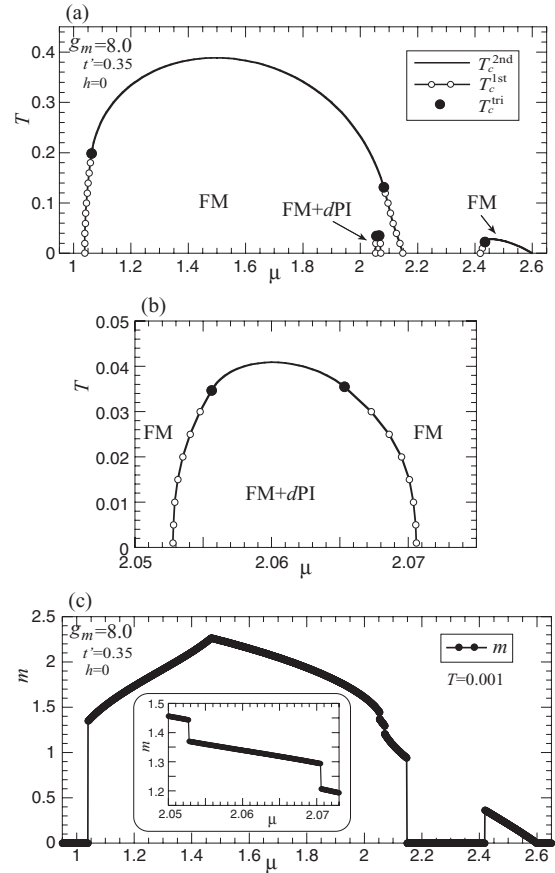 (a)
g_m=8.0
t'=0.35
h=0
T_c^2nd
T_c^1st
T_c^tri
FM
FM+dPI
FM
T
0.4
0.3
0.2
0.1
0
1 1.2 1.4 1.6 1.8 2 2.2 2.4 2.6
μ
(b)
T
0.05
0.04
0.03
0.02
0.01
0
FM
FM
FM+dPI
2.05 2.06 2.07
μ
(c)
g_m=8.0
t'=0.35
h=0
m
T=0.001
m
2.5
2
1.5
1
0.5
0
m
1.5
1.4
1.3
1.2
2.05 2.06 2.07
μ
1 1.2 1.4 1.6 1.8 2 2.2 2.4 2.6
μ